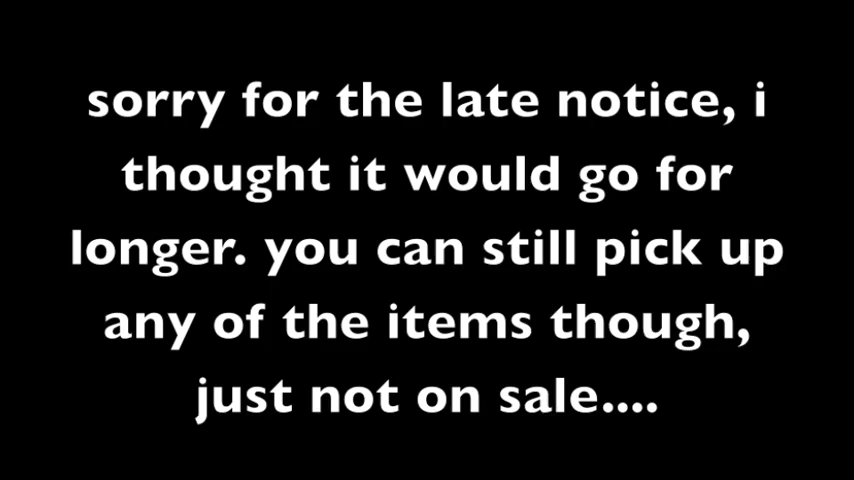 sorry for the late notice, i
thought it would go for
longer. you can still pick up
any of the items though,
just not on sale....